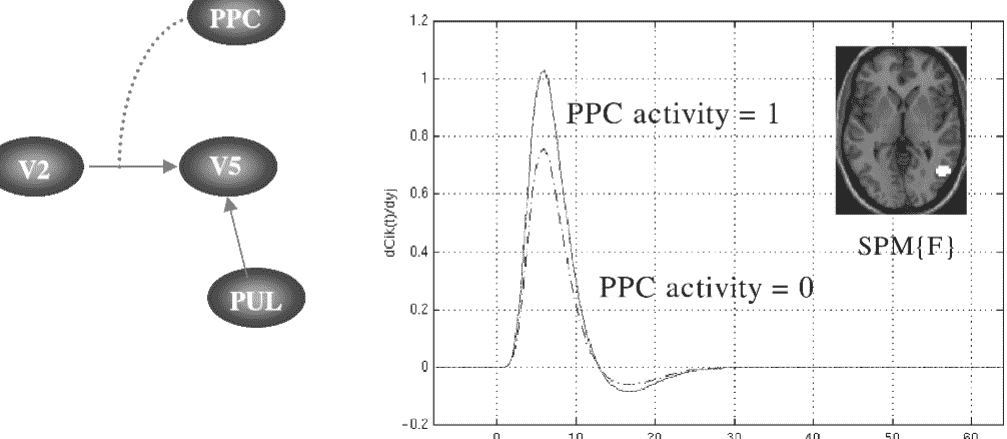 PPC
V2
V5
PUL
1.2
1
0.8
0.6
0.4
0.2
0
-0.2
dCik(t)/dyj
PPC activity = 1
PPC activity = 0
SPM{F}
0
10
20
30
40
50
60